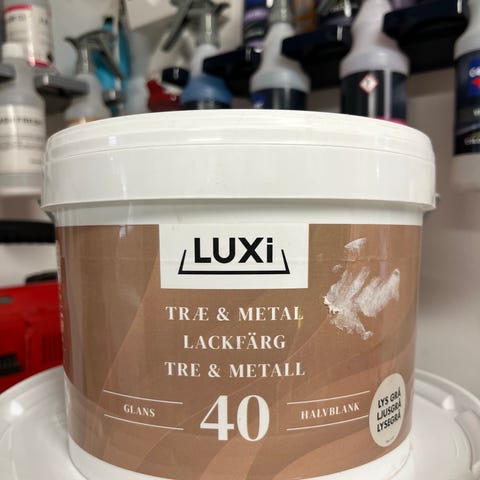 LUXi
TRÆ & METAL
LACKFÄRG
TRE & METALL
GLANS 40 HALVBLANK
LYS GRÅ
LJUSGRÅ
LYSEGRÅ